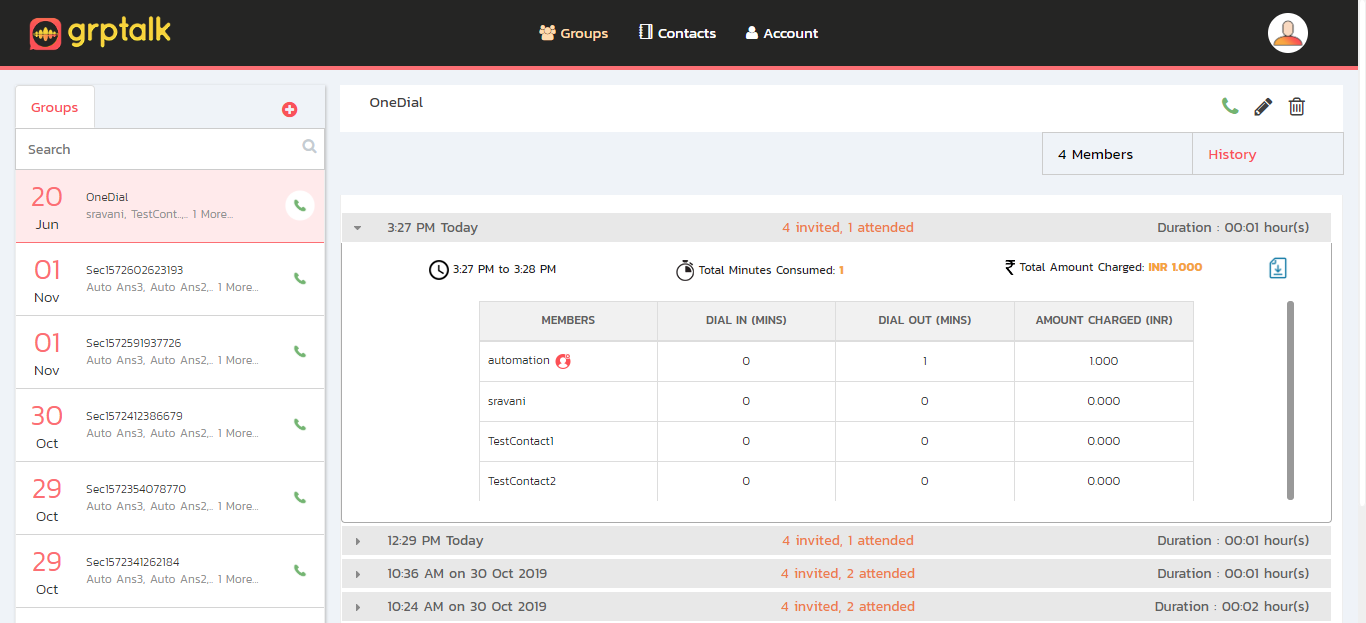 grptalk
Groups Contacts Account
Groups
Search
20 Jun
OneDial
sravani, TestCont..,.. 1 More...
01 Nov
Sec1572602623193
Auto Ans3, Auto Ans2,.. 1 More...
01 Nov
Sec1572591937726
Auto Ans3, Auto Ans2,.. 1 More...
30 Oct
Sec1572412386679
Auto Ans3, Auto Ans2,.. 1 More...
29 Oct
Sec1572354078770
Auto Ans3, Auto Ans2,.. 1 More...
29 Oct
Sec1572341262184
Auto Ans3, Auto Ans2,.. 1 More...
OneDial
4 Members History
3:27 PM Today 4 invited, 1 attended Duration : 00:01 hour(s)
3:27 PM to 3:28 PM Total Minutes Consumed: 1 ₹ Total Amount Charged: INR 1.000
MEMBERS DIAL IN (MINS) DIAL OUT (MINS) AMOUNT CHARGED (INR)
automation 0 1 1.000
sravani 0 0 0.000
TestContact1 0 0 0.000
TestContact2 0 0 0.000
12:29 PM Today 4 invited, 1 attended Duration : 00:01 hour(s)
10:36 AM on 30 Oct 2019 4 invited, 2 attended Duration : 00:01 hour(s)
10:24 AM on 30 Oct 2019 4 invited, 2 attended Duration : 00:02 hour(s)